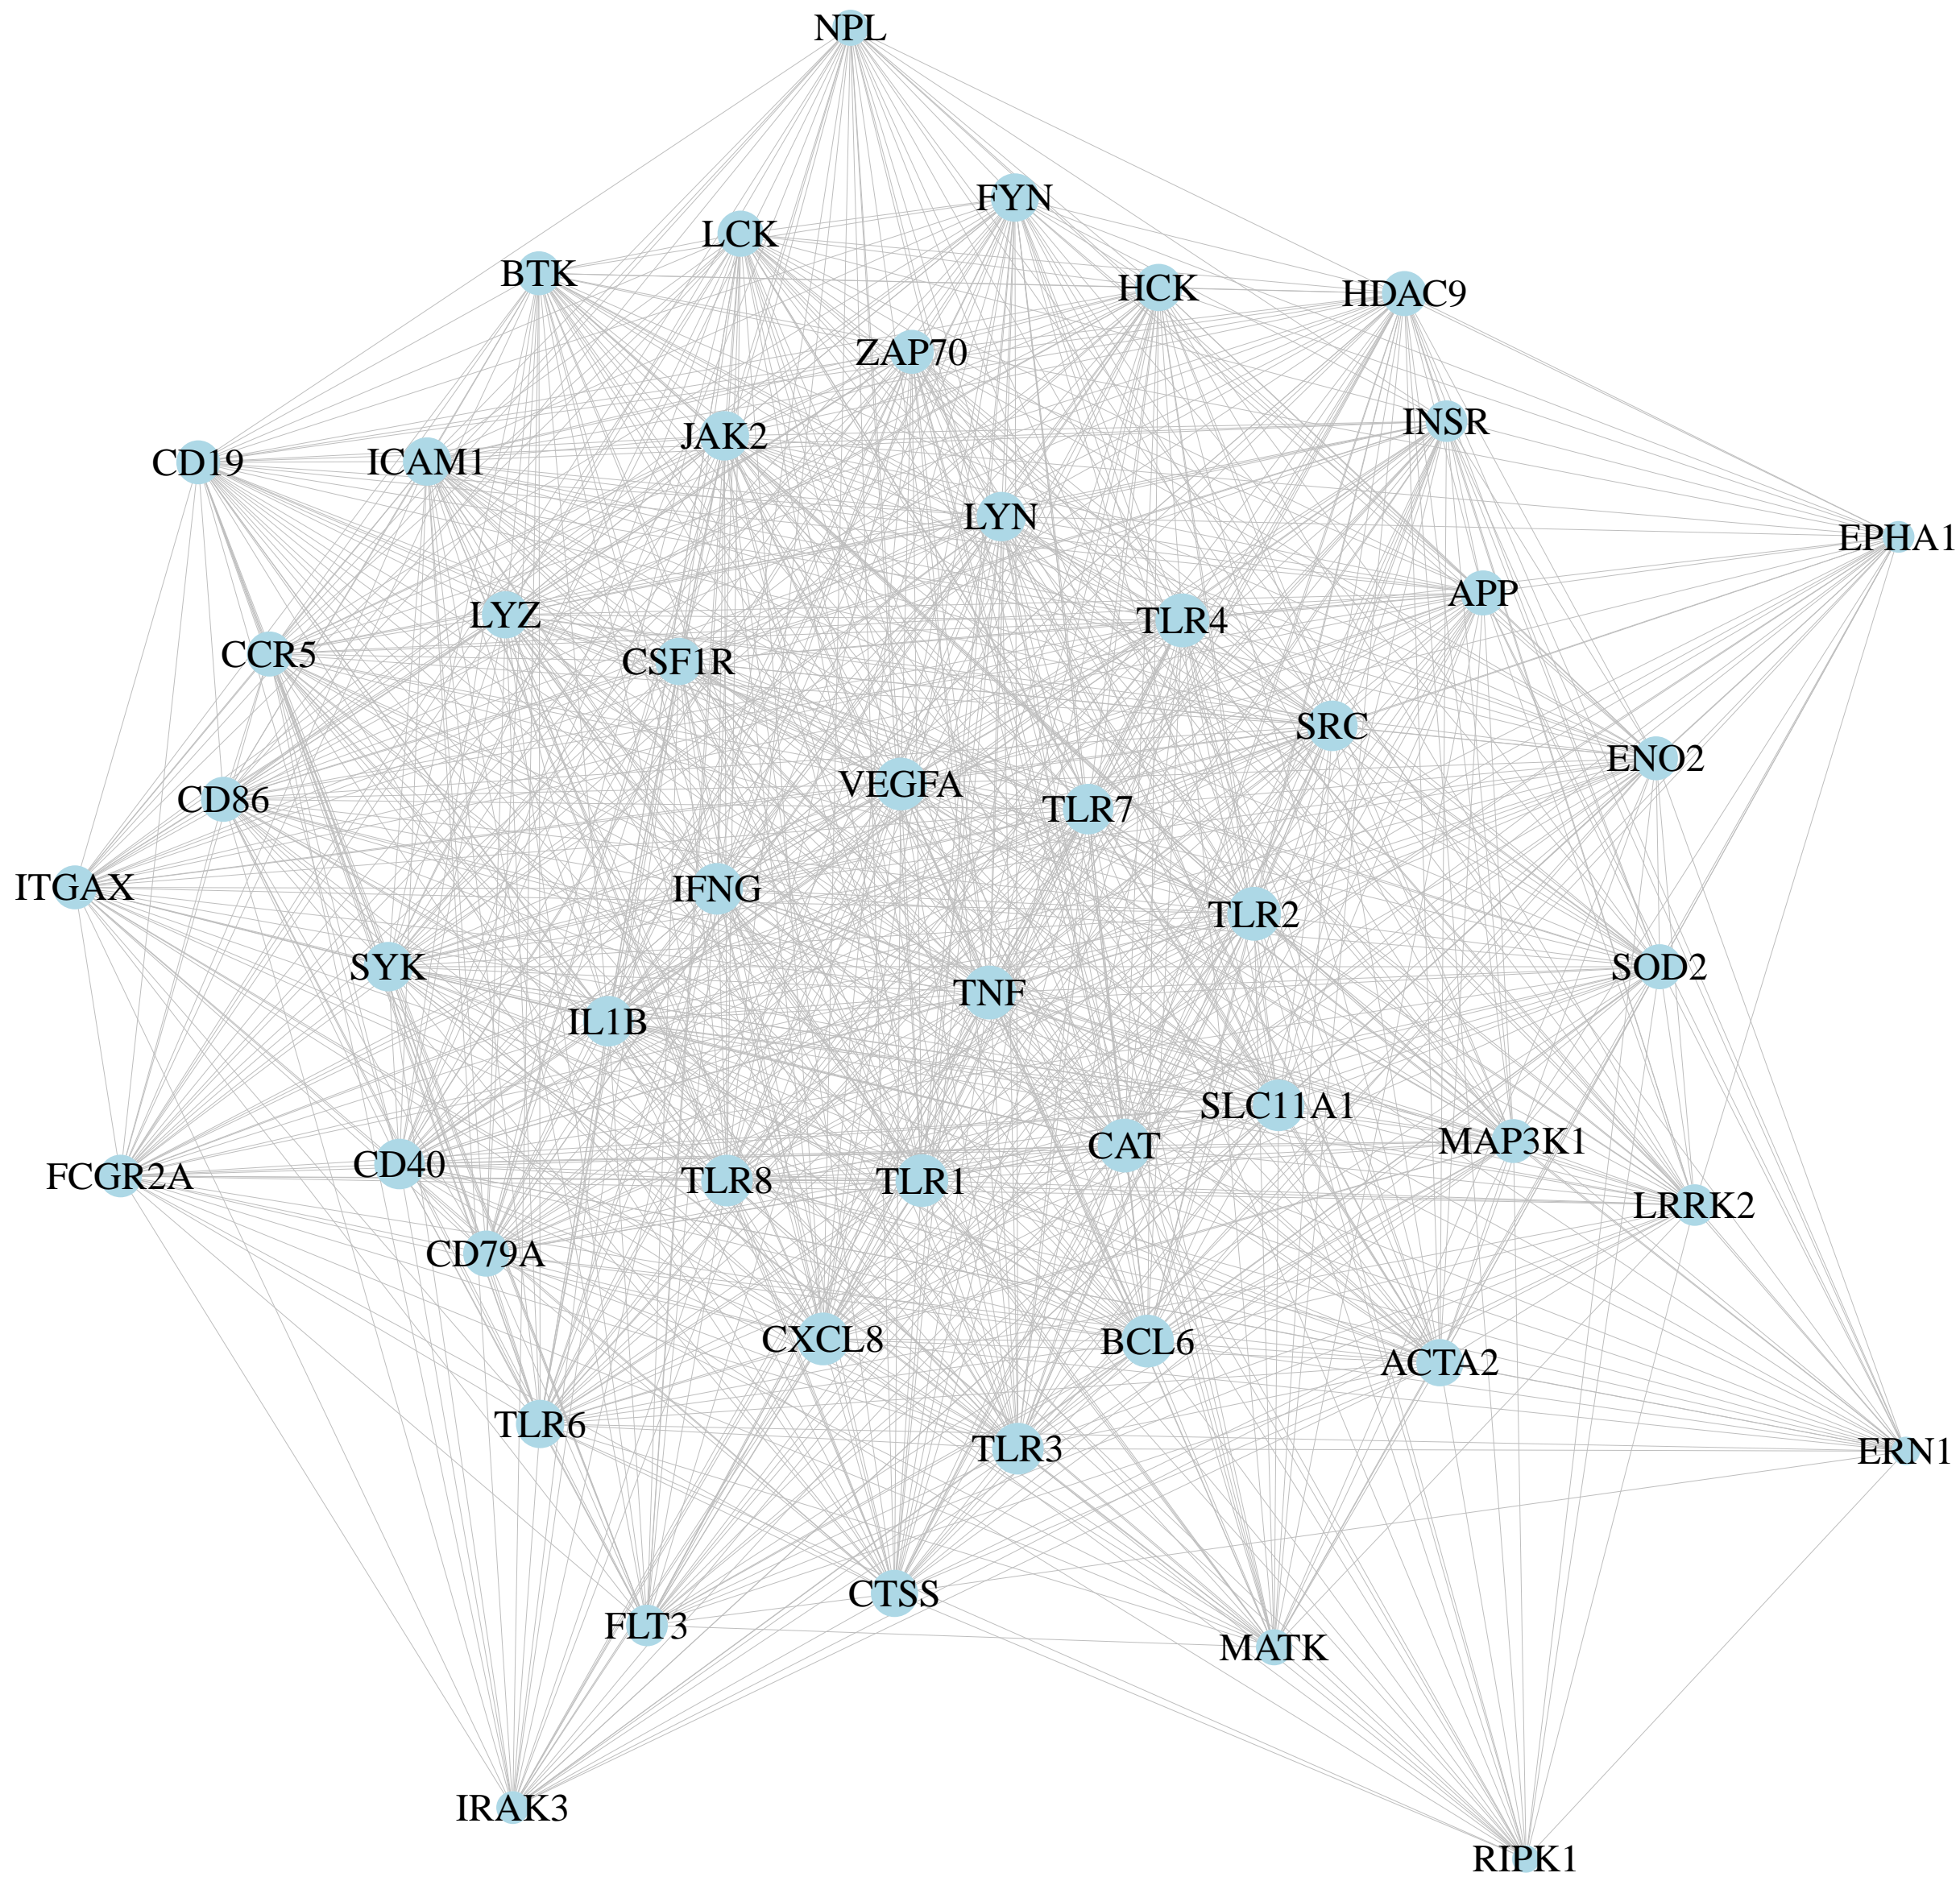 NPL
FYN
LCK
BTK
HCK
HDAC9
ZAP70
INSR
JAK2
ICAM1
CD19
LYN
EPHA1
APP
LYZ
TLR4
CCR5
CSF1R
SRC
ENO2
VEGFA
CD86
TLR7
ITGAX
IFNG
TLR2
SYK
SOD2
TNF
IL1B
SLC11A1
MAP3K1
CAT
CD40
FCGR2A
TLR8
TLR1
LRRK2
CD79A
CXCL8
BCL6
ACTA2
TLR6
TLR3
ERN1
CTSS
FLT3
MATK
IRAK3
RIPK1